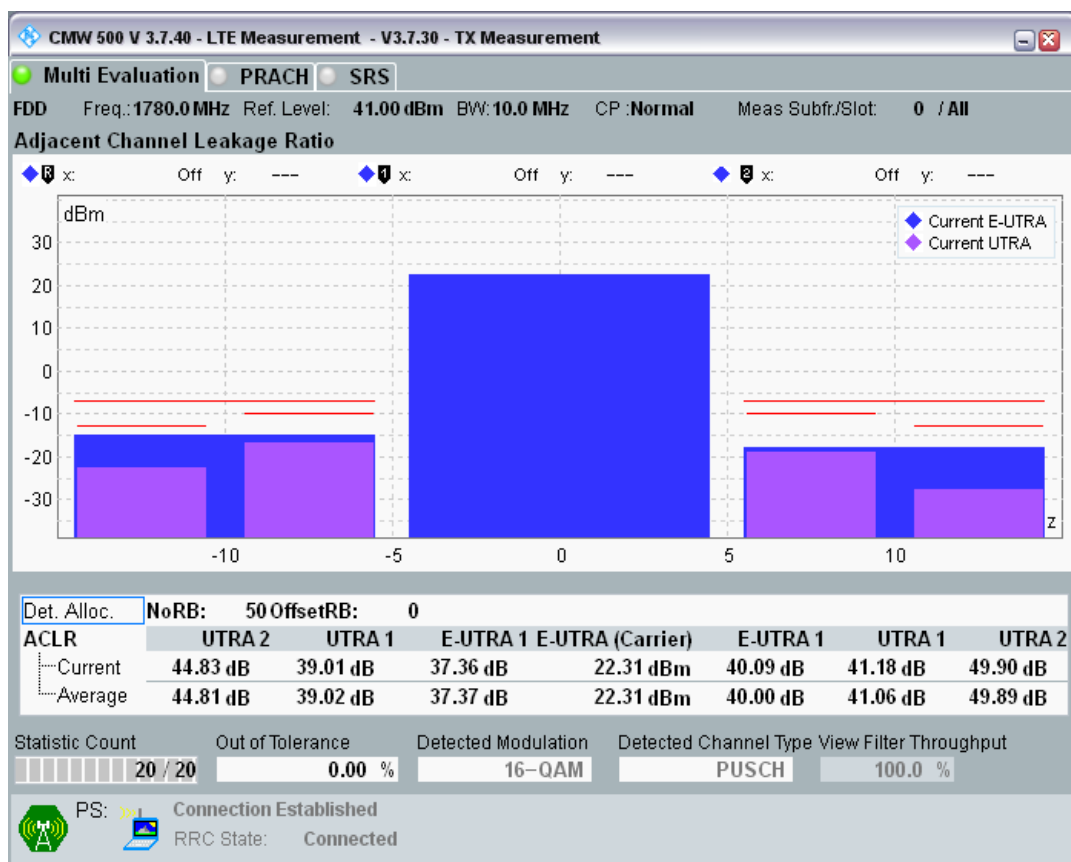 CMW 500 V 3.7.40 - LTE Measurement - V3.7.30 - TX Measurement
Multi Evaluation PRACH SRS
FDD Freq.: 1780.0 MHz Ref. Level: 41.00 dBm BW: 10.0 MHz CP : Normal Meas Subfr./Slot: 0 / All
Adjacent Channel Leakage Ratio
R x: Off y: --- 1 x: Off y: --- 2 x: Off y: ---
dBm
Current E-UTRA
Current UTRA
30
20
10
0
-10
-20
-30
z
-10 -5 0 5 10
Det. Alloc. NoRB: 50 OffsetRB: 0
ACLR UTRA 2 UTRA 1 E-UTRA 1 E-UTRA (Carrier) E-UTRA 1 UTRA 1 UTRA 2
Current 44.83 dB 39.01 dB 37.36 dB 22.31 dBm 40.09 dB 41.18 dB 49.90 dB
Average 44.81 dB 39.02 dB 37.37 dB 22.31 dBm 40.00 dB 41.06 dB 49.89 dB
Statistic Count Out of Tolerance Detected Modulation Detected Channel Type View Filter Throughput
20 / 20 0.00 % 16-QAM PUSCH 100.0 %
PS: Connection Established
RRC State: Connected